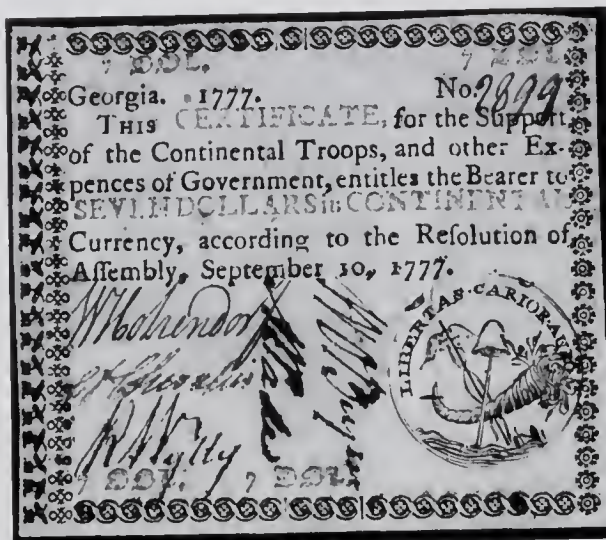 7 DOL. 7 DOL.
Georgia. 1777. No. 2899
THIS CERTIFICATE, for the Support
of the Continental Troops, and other Ex-
pences of Government, entitles the Bearer to
SEVEN DOLLARS in CONTINENTAL
Currency, according to the Reſolution of
Aſſembly, September 10, 1777.
LIBERTAS CARIOR AURO
Wylly
7 DOL. 7 DOL.